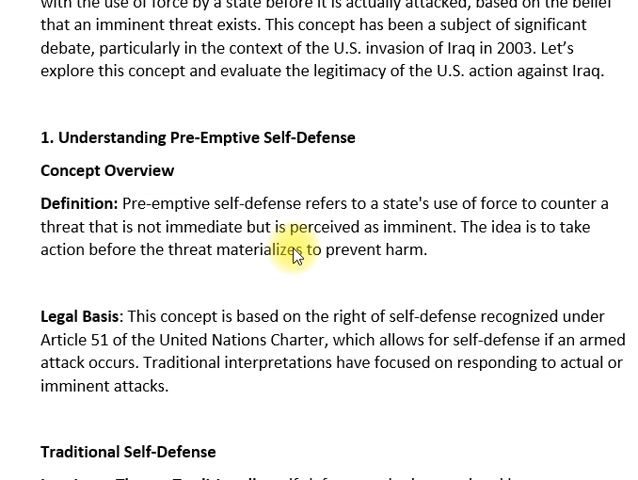 with the use of force by a state before it is actually attacked, based on the belief
that an imminent threat exists. This concept has been a subject of significant
debate, particularly in the context of the U.S. invasion of Iraq in 2003. Let’s
explore this concept and evaluate the legitimacy of the U.S. action against Iraq.
1. Understanding Pre-Emptive Self-Defense
Concept Overview
Definition: Pre-emptive self-defense refers to a state's use of force to counter a
threat that is not immediate but is perceived as imminent. The idea is to take
action before the threat materializes to prevent harm.
Legal Basis: This concept is based on the right of self-defense recognized under
Article 51 of the United Nations Charter, which allows for self-defense if an armed
attack occurs. Traditional interpretations have focused on responding to actual or
imminent attacks.
Traditional Self-Defense